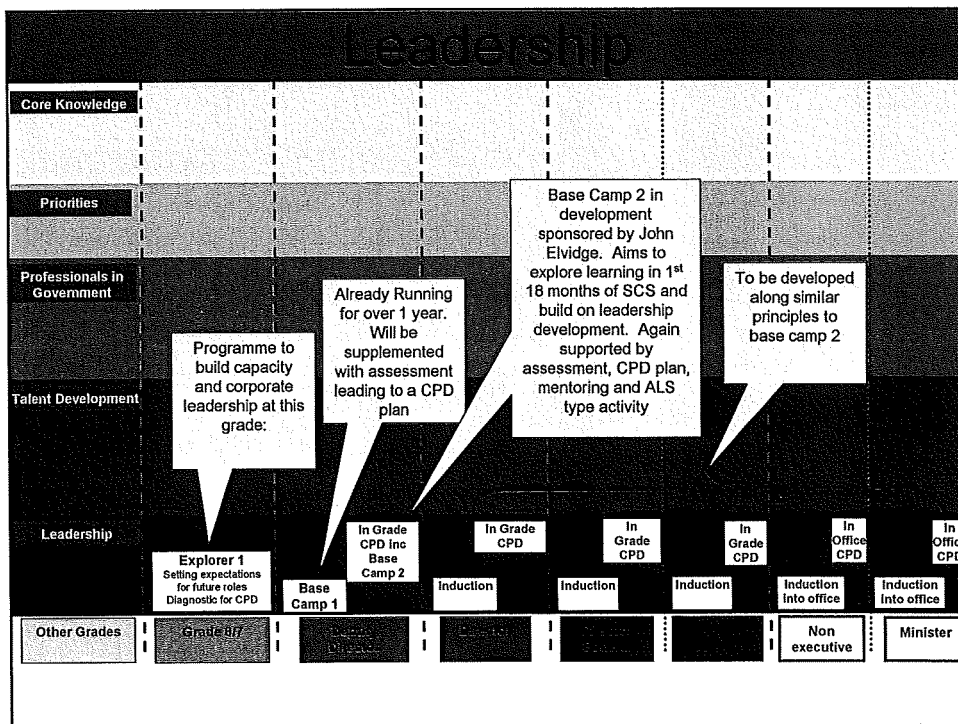 Leadership
Core Knowledge
Priorities
Professionals in
Government
Talent Development
Leadership
Programme to
build capacity
and corporate
leadership at this
grade:
Already Running
for over 1 year.
Will be
supplemented
with assessment
leading to a CPD
plan
Base Camp 2 in
development
sponsored by John
Elvidge. Aims to
explore learning in 1st
18 months of SCS and
build on leadership
development. Again
supported by
assessment, CPD plan,
mentoring and ALS
type activity
To be developed
along similar
principles to
base camp 2
Explorer 1
Setting expectations
for future roles
Diagnostic for CPD
Base
Camp 1
In Grade
CPD inc
Base
Camp 2
In Grade
CPD
In
Grade
CPD
In
Grade
CPD
In
Office
CPD
In
Offic
CPD
Induction
Induction
Induction
Induction
into office
Induction
into office
Other Grades
Grade 6/7
Deputy
Director
Director
Non
executive
Minister